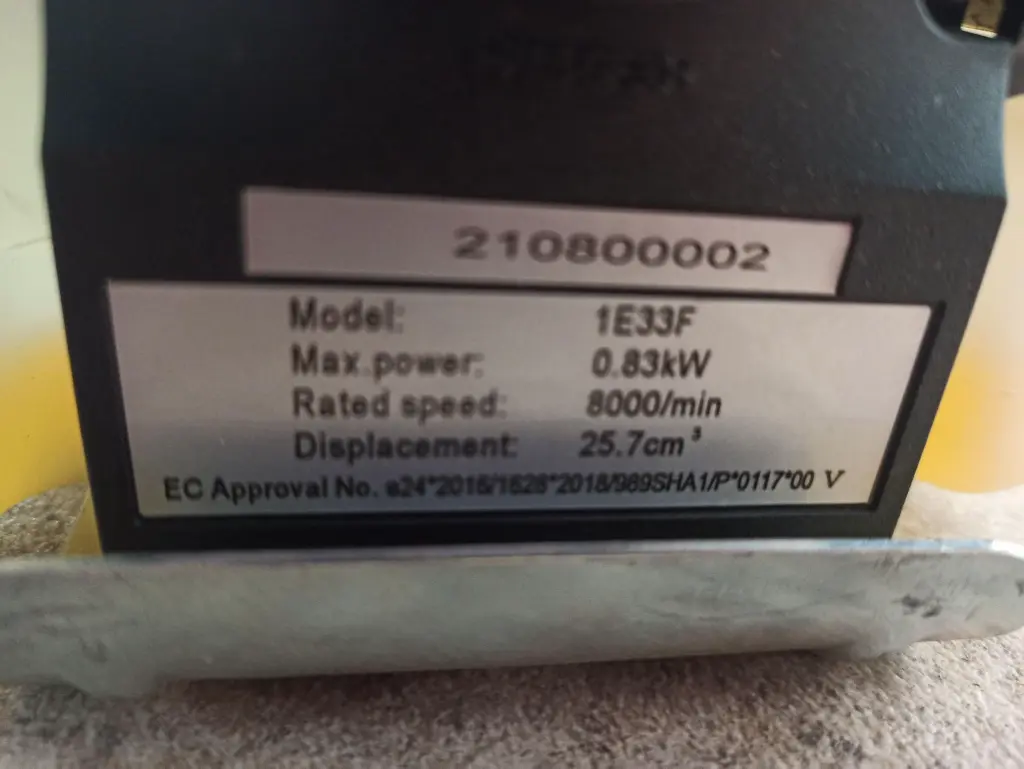 210800002
Model: 1E33F
Max.power: 0.83kW
Rated speed: 8000/min
Displacement: 25.7cm³
EC Approval No. e24*2016/1628*2018/989SHA1/P*0117*00 V